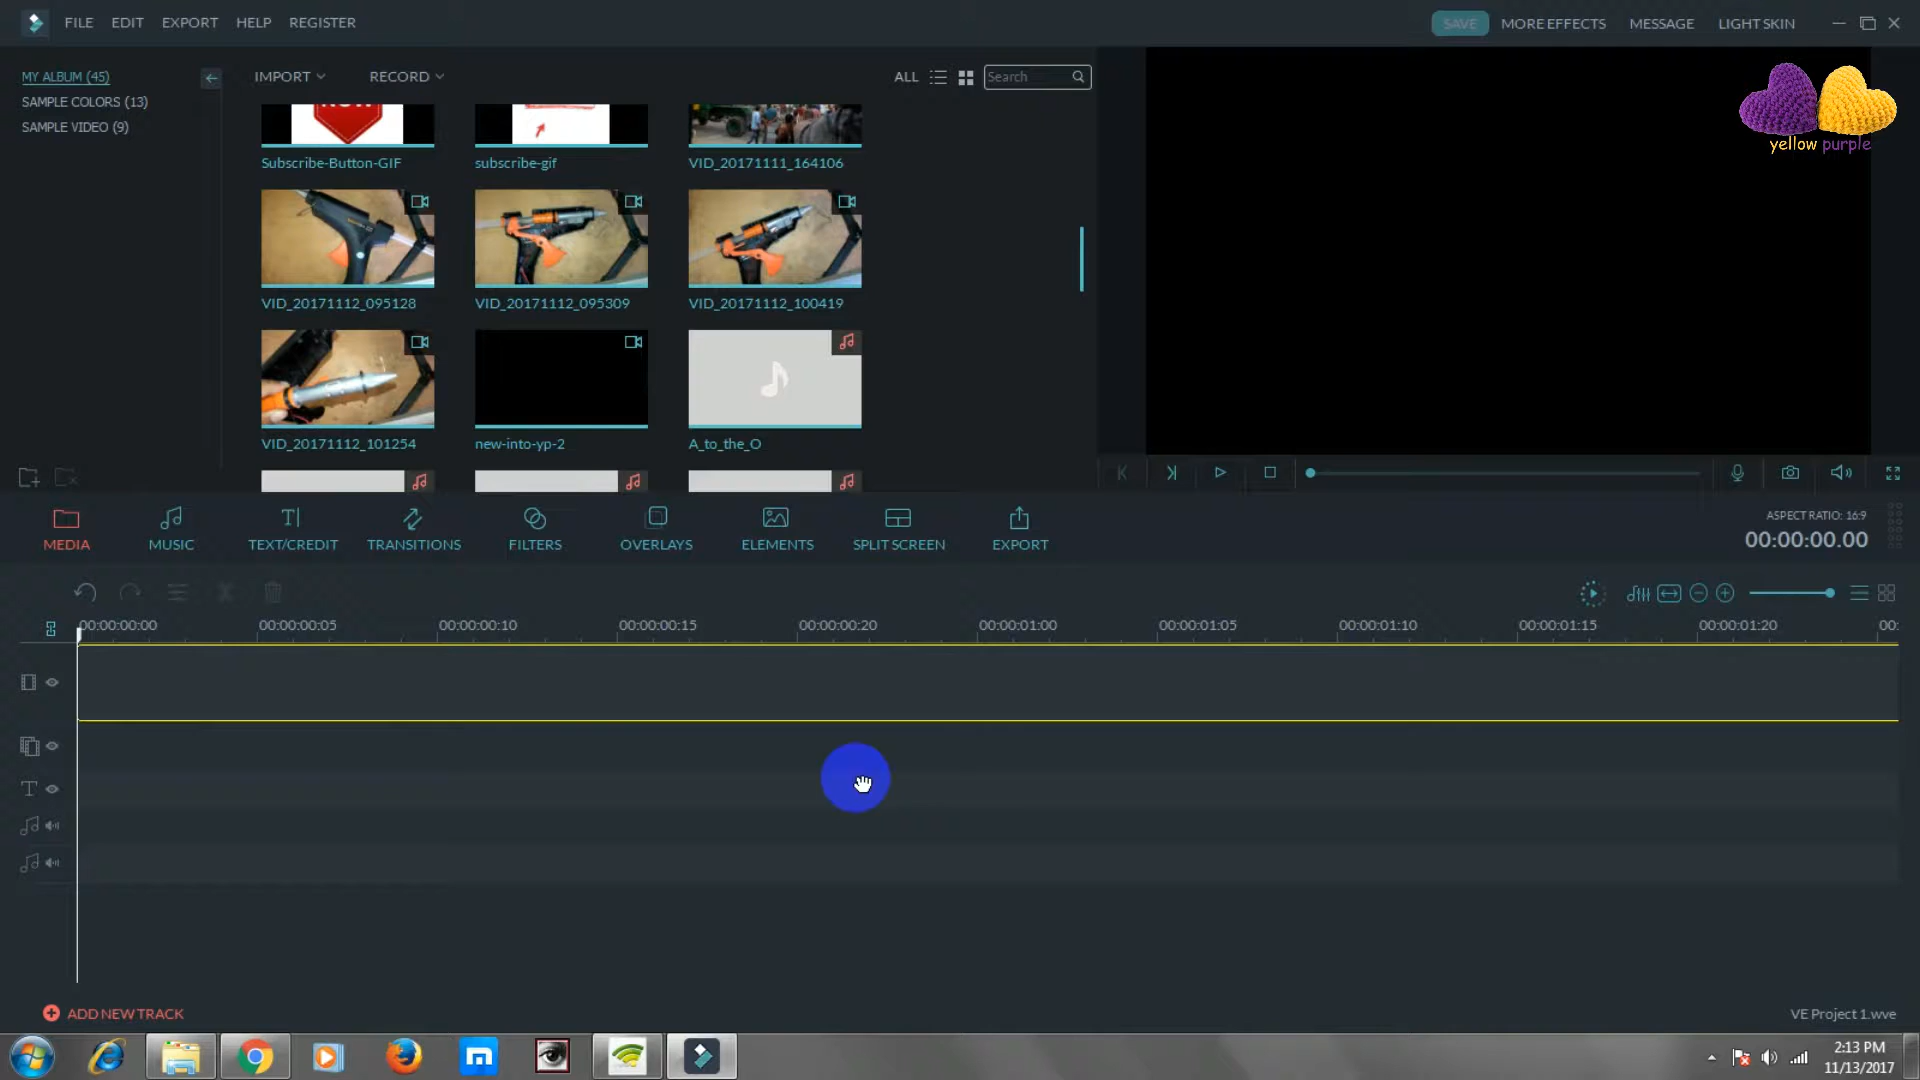 FILE EDIT EXPORT HELP REGISTER SAVE MORE EFFECTS MESSAGE LIGHT SKIN
MY ALBUM (45)
SAMPLE COLORS (13)
SAMPLE VIDEO (9)
IMPORT RECORD ALL Search
Subscribe-Button-GIF subscribe-gif VID_20171111_164106
VID_20171112_095128 VID_20171112_095309 VID_20171112_100419
VID_20171112_101254 new-into-yp-2 A_to_the_O
yellow purple
MEDIA MUSIC TEXT/CREDIT TRANSITIONS FILTERS OVERLAYS ELEMENTS SPLIT SCREEN EXPORT
ASPECT RATIO: 16:9
00:00:00.00
00:00:00:00 00:00:00:05 00:00:00:10 00:00:00:15 00:00:00:20 00:00:01:00 00:00:01:05 00:00:01:10 00:00:01:15 00:00:01:20 00:
ADD NEW TRACK
VE Project 1.wve
2:13 PM
11/13/2017